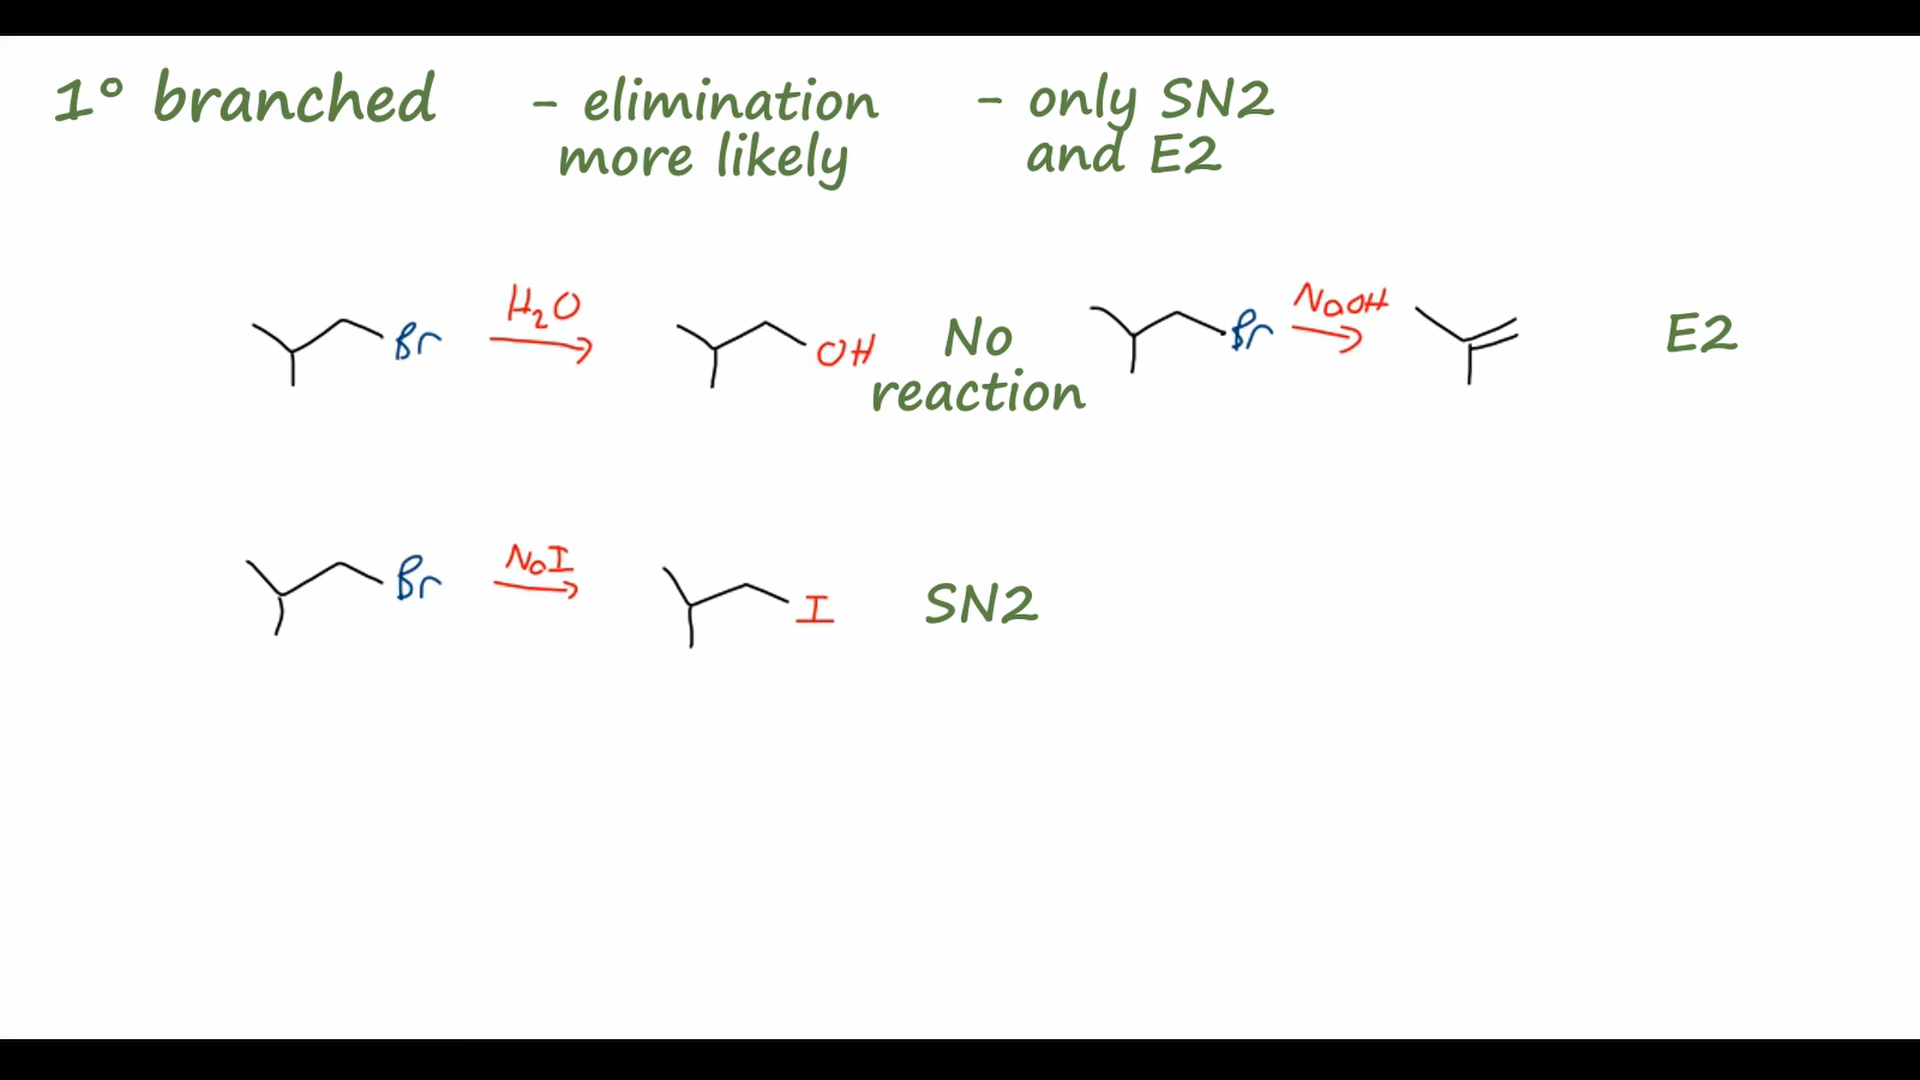 1° branched
- elimination
more likely
- only SN2
and E2
Br
H₂O
OH
No
reaction
Br
NaOH
E2
Br
NaI
I
SN2